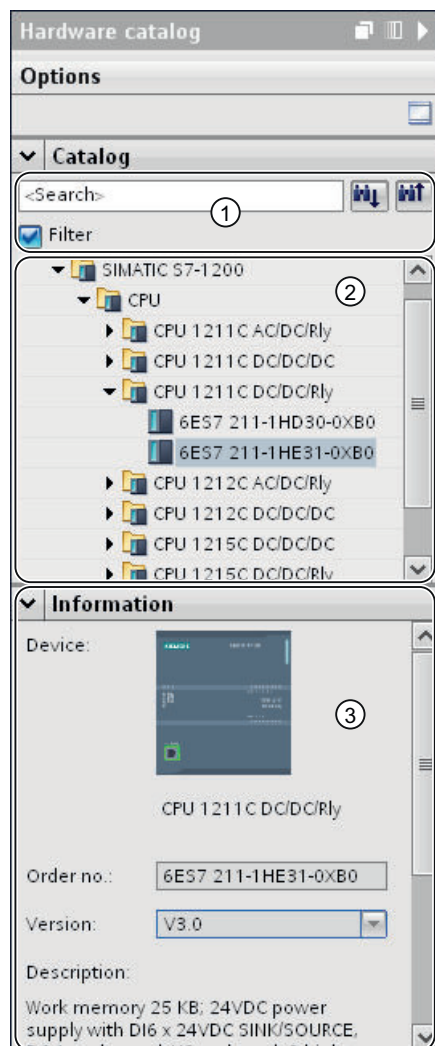 Hardware catalog
Options
Catalog
<Search>
①
Filter
SIMATIC S7-1200
②
CPU
CPU 1211C AC/DC/Rly
CPU 1211C DC/DC/DC
CPU 1211C DC/DC/Rly
6ES7 211-1HD30-0XB0
6ES7 211-1HE31-0XB0
CPU 1212C AC/DC/Rly
CPU 1212C DC/DC/DC
CPU 1215C DC/DC/DC
CPU 1215C DC/DC/Rly
Information
Device:
SIEMENS
③
CPU 1211C DC/DC/Rly
Order no.: 6ES7 211-1HE31-0XB0
Version: V3.0
Description:
Work memory 25 KB; 24VDC power
supply with DI6 x 24VDC SINK/SOURCE,